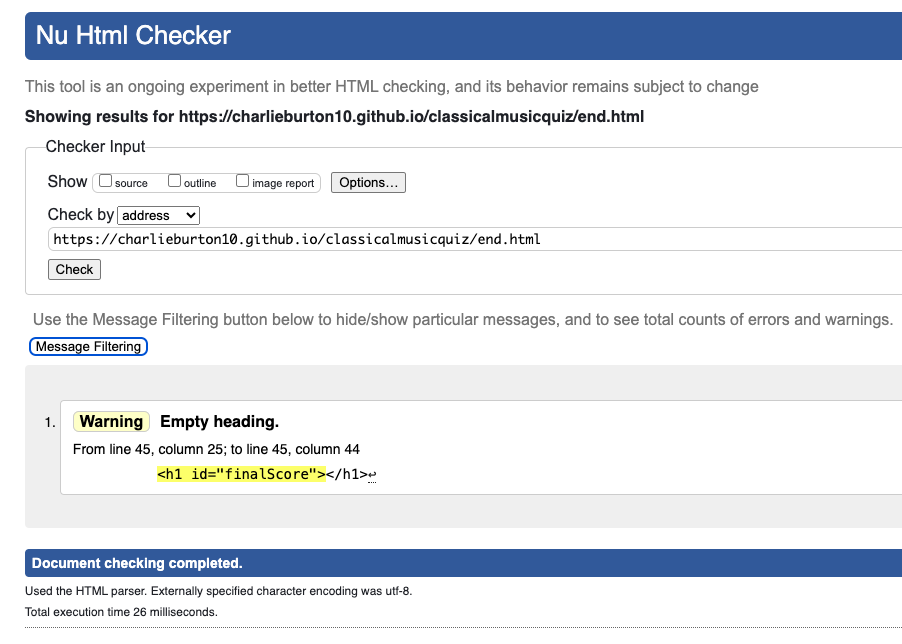 Nu Html Checker
This tool is an ongoing experiment in better HTML checking, and its behavior remains subject to change
Showing results for https://charlieburton10.github.io/classicalmusicquiz/end.html
Checker Input
Show source outline image report Options...
Check by address
https://charlieburton10.github.io/classicalmusicquiz/end.html
Check
Use the Message Filtering button below to hide/show particular messages, and to see total counts of errors and warnings.
Message Filtering
1. Warning Empty heading.
From line 45, column 25; to line 45, column 44
<h1 id="finalScore"></h1>↩
Document checking completed.
Used the HTML parser. Externally specified character encoding was utf-8.
Total execution time 26 milliseconds.